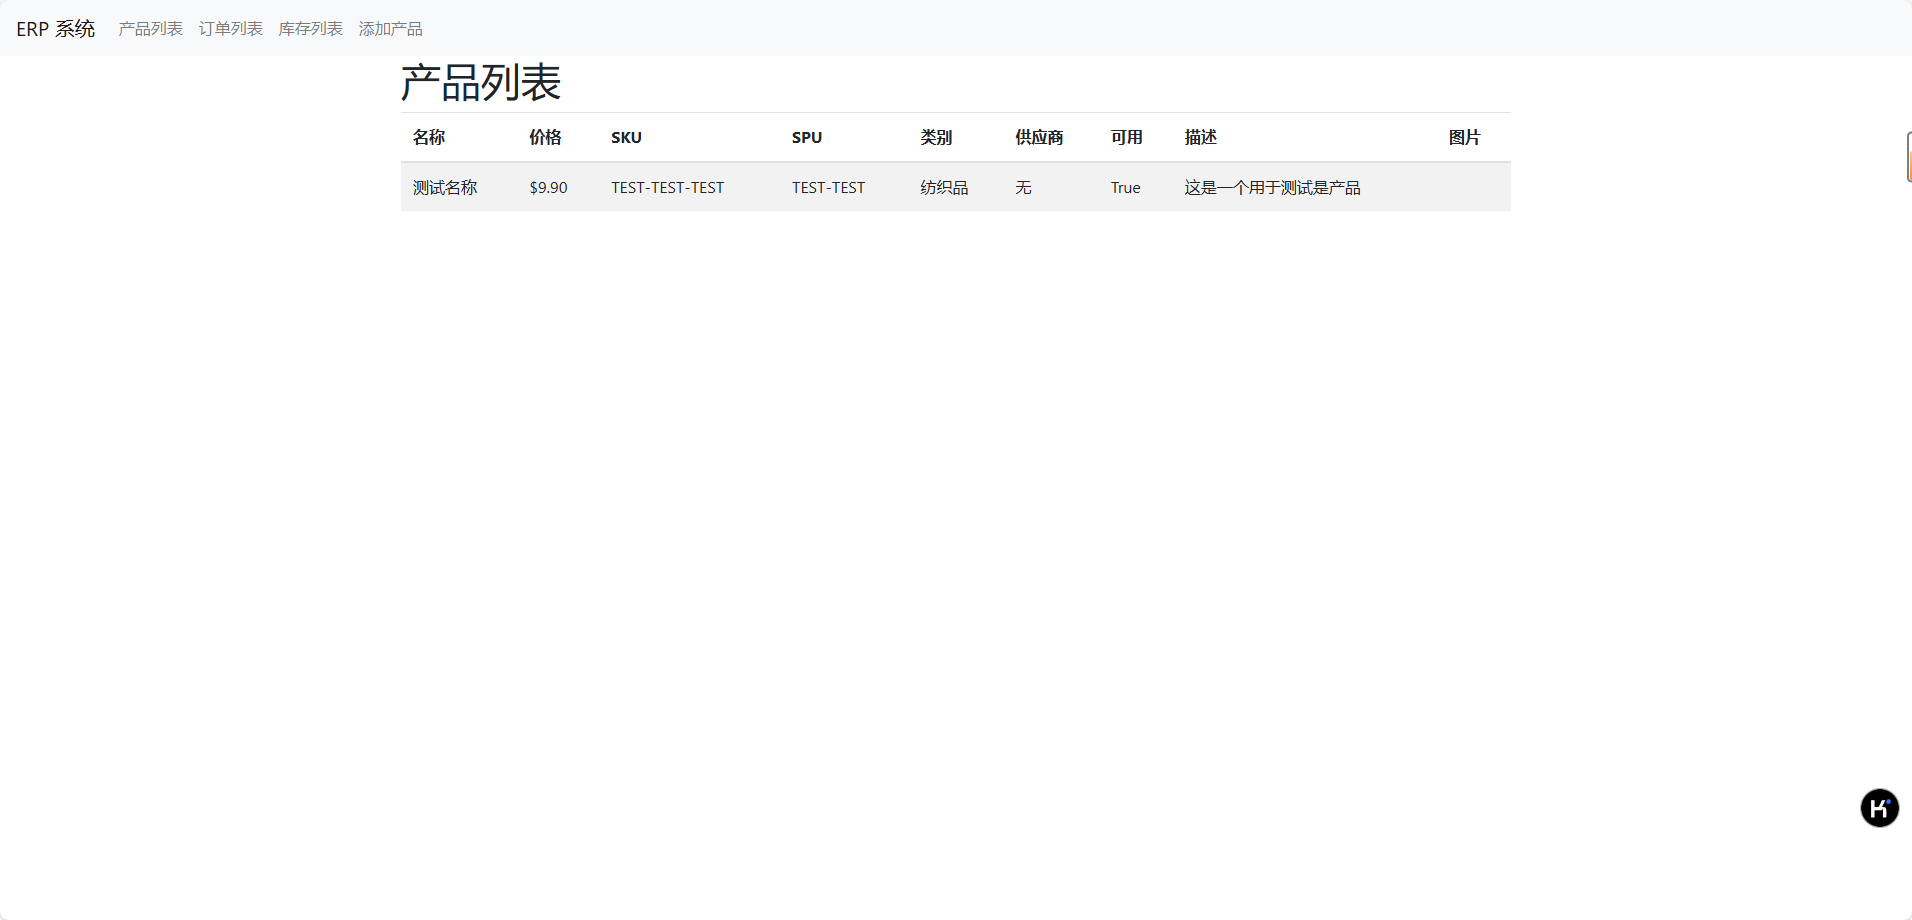 ERP 系统 产品列表 订单列表 库存列表 添加产品
产品列表
名称 价格 SKU SPU 类别 供应商 可用 描述 图片
测试名称 $9.90 TEST-TEST-TEST TEST-TEST 纺织品 无 True 这是一个用于测试是产品
K